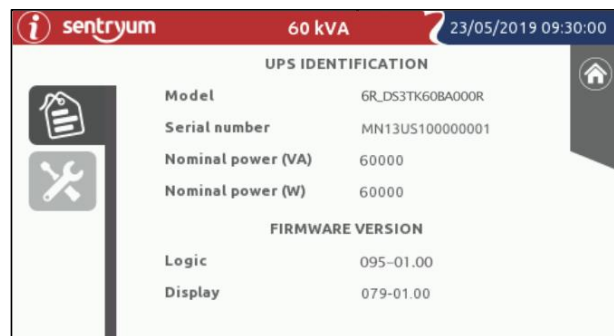 i sentryum 60 kVA 23/05/2019 09:30:00
UPS IDENTIFICATION
Model 6R_DS3TK60BA000R
Serial number MN13US100000001
Nominal power (VA) 60000
Nominal power (W) 60000
FIRMWARE VERSION
Logic 095-01.00
Display 079-01.00